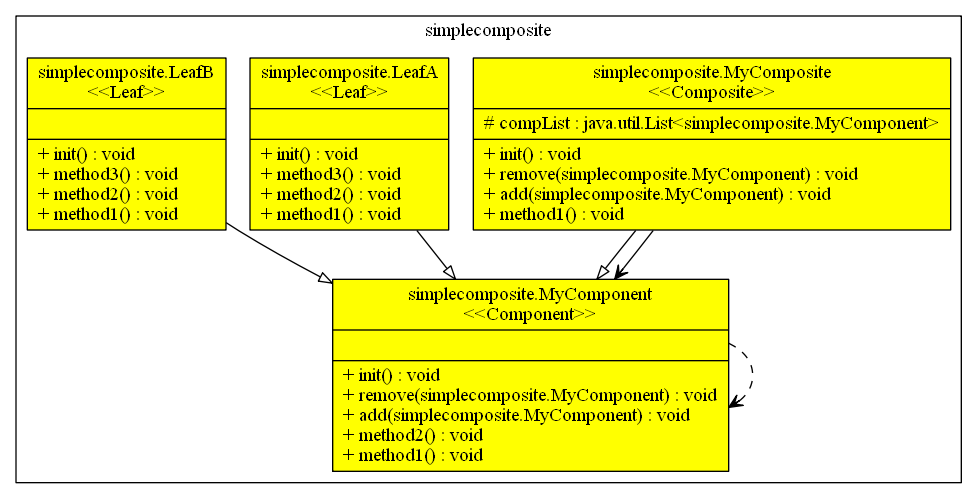 simplecomposite
simplecomposite.LeafB
<<Leaf>>
+ init() : void
+ method3() : void
+ method2() : void
+ method1() : void
simplecomposite.LeafA
<<Leaf>>
+ init() : void
+ method3() : void
+ method2() : void
+ method1() : void
simplecomposite.MyComposite
<<Composite>>
# compList : java.util.List<simplecomposite.MyComponent>
+ init() : void
+ remove(simplecomposite.MyComponent) : void
+ add(simplecomposite.MyComponent) : void
+ method1() : void
simplecomposite.MyComponent
<<Component>>
+ init() : void
+ remove(simplecomposite.MyComponent) : void
+ add(simplecomposite.MyComponent) : void
+ method2() : void
+ method1() : void